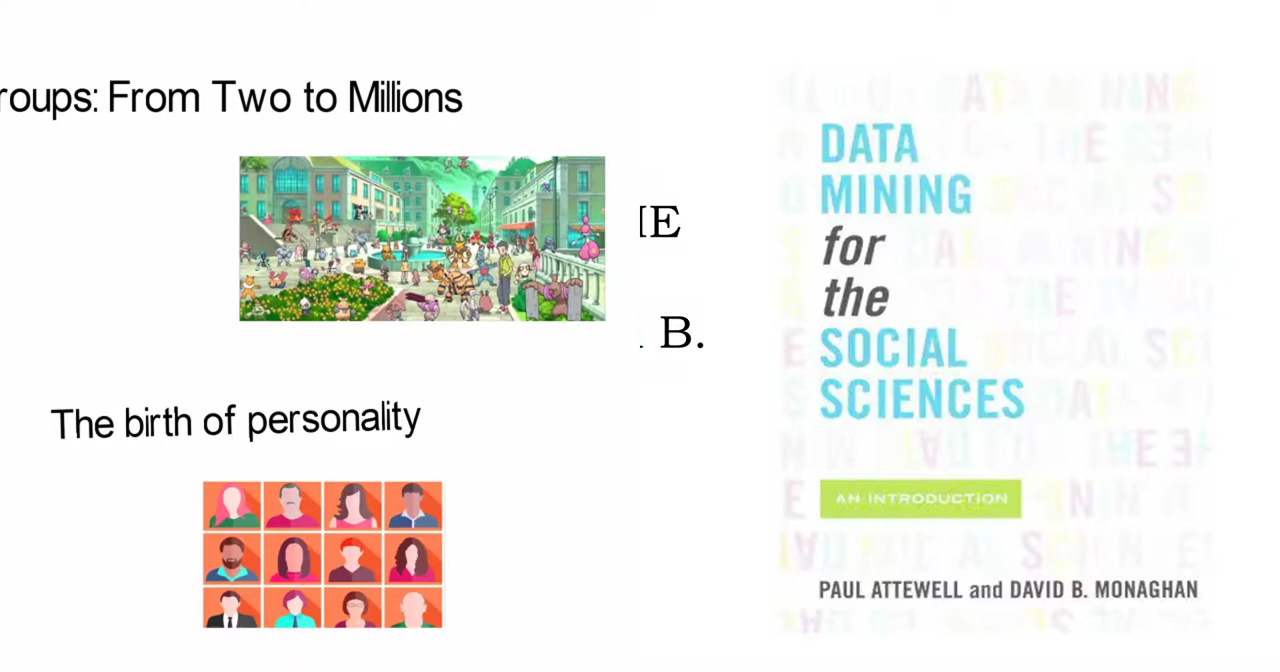 roups: From Two to Millions
The birth of personality
E
B.
DATA
MINING
for
the
SOCIAL
SCIENCES
AN INTRODUCTION
PAUL ATTEWELL and DAVID B. MONAGHAN